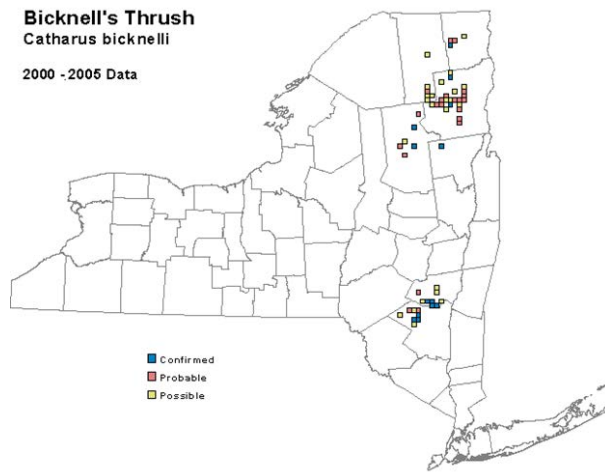 Bicknell's Thrush
Catharus bicknelli
2000 - 2005 Data
Confirmed
Probable
Possible